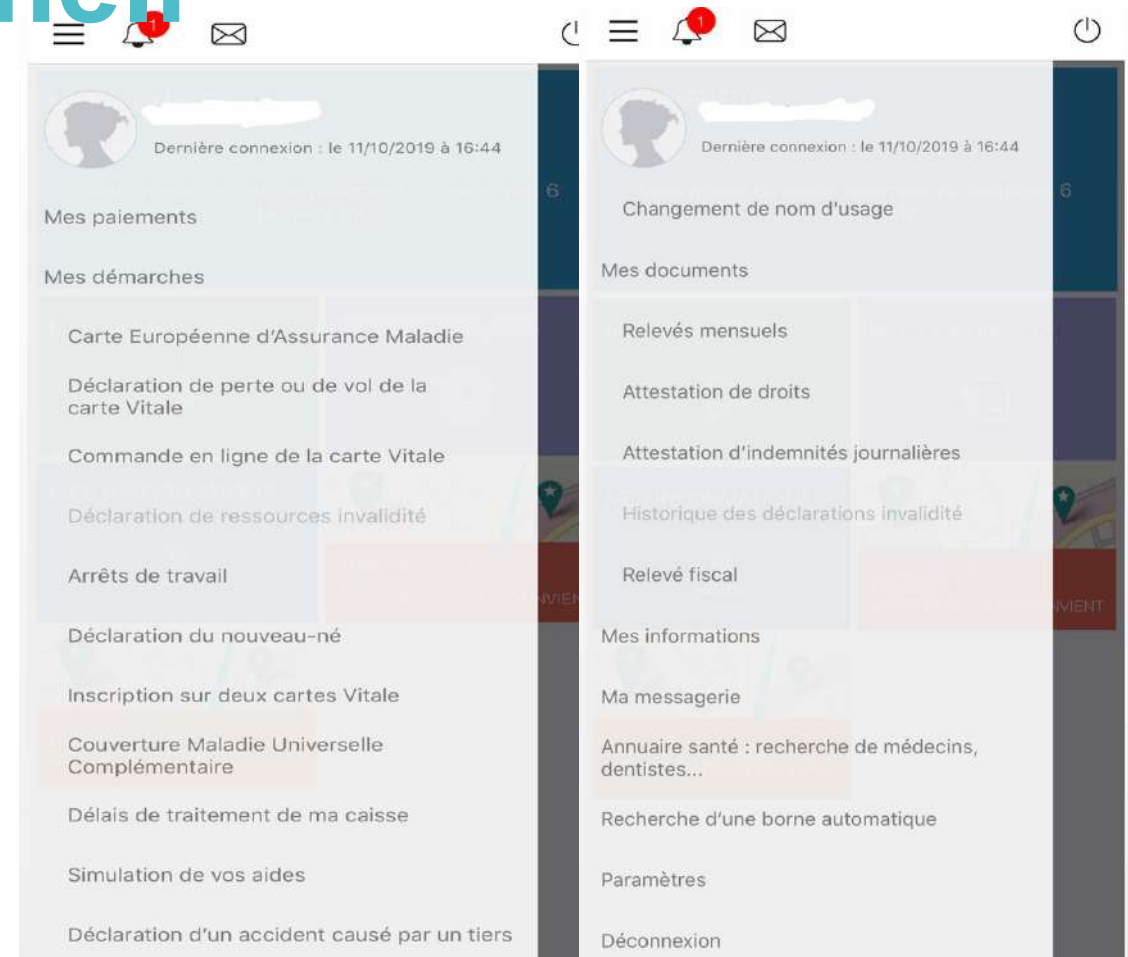 1
Dernière connexion : le 11/10/2019 à 16:44
6
Mes paiements
Mes démarches
Carte Européenne d'Assurance Maladie
Déclaration de perte ou de vol de la
carte Vitale
Commande en ligne de la carte Vitale
Déclaration de ressources invalidité
Arrêts de travail
Déclaration du nouveau-né
Inscription sur deux cartes Vitale
Couverture Maladie Universelle
Complémentaire
Délais de traitement de ma caisse
Simulation de vos aides
Déclaration d'un accident causé par un tiers
1
Dernière connexion : le 11/10/2019 à 16:44
6
Changement de nom d'usage
Mes documents
Relevés mensuels
Attestation de droits
Attestation d'indemnités journalières
Historique des déclarations invalidité
Relevé fiscal
Mes informations
Ma messagerie
Annuaire santé : recherche de médecins,
dentistes...
Recherche d'une borne automatique
Paramètres
Déconnexion